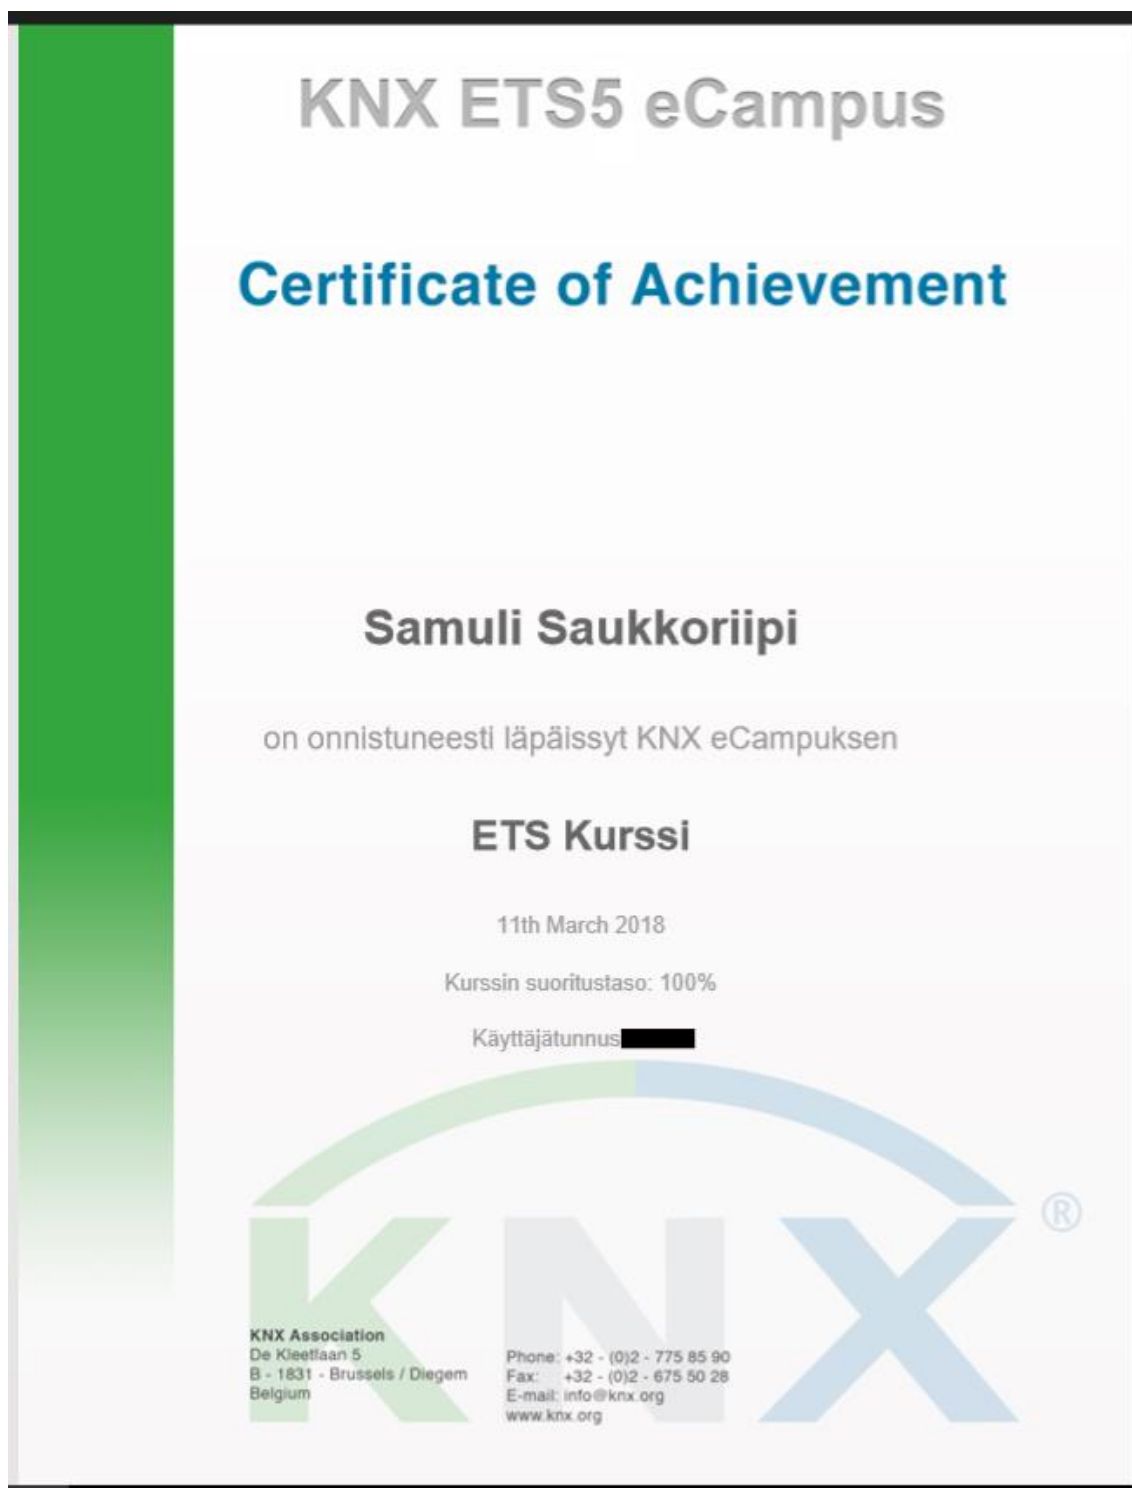 KNX ETS5 eCampus
Certificate of Achievement
Samuli Saukkoriipi
on onnistuneesti läpäissyt KNX eCampuksen
ETS Kurssi
11th March 2018
Kurssin suoritustaso: 100%
Käyttäjätunnus
KNX®
KNX Association
De Kleetlaan 5
B - 1831 - Brussels / Diegem
Belgium
Phone: +32 - (0)2 - 775 85 90
Fax: +32 - (0)2 - 675 50 28
E-mail: info@knx.org
www.knx.org